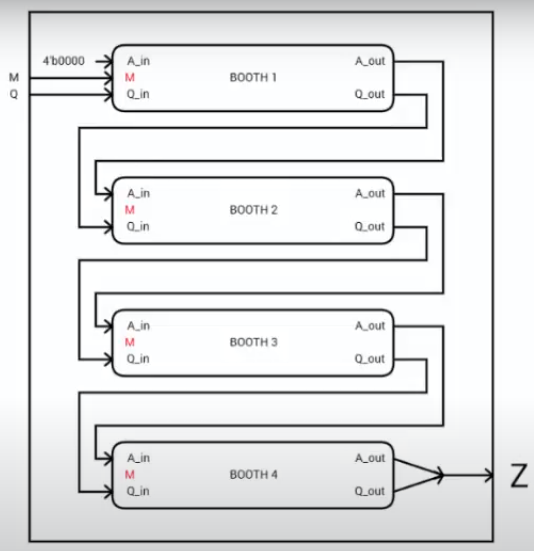 4'b0000 A_in A_out
M M BOOTH 1
Q Q_in Q_out
A_in A_out
M BOOTH 2
Q_in Q_out
A_in A_out
M BOOTH 3
Q_in Q_out
A_in A_out
M BOOTH 4 Z
Q_in Q_out